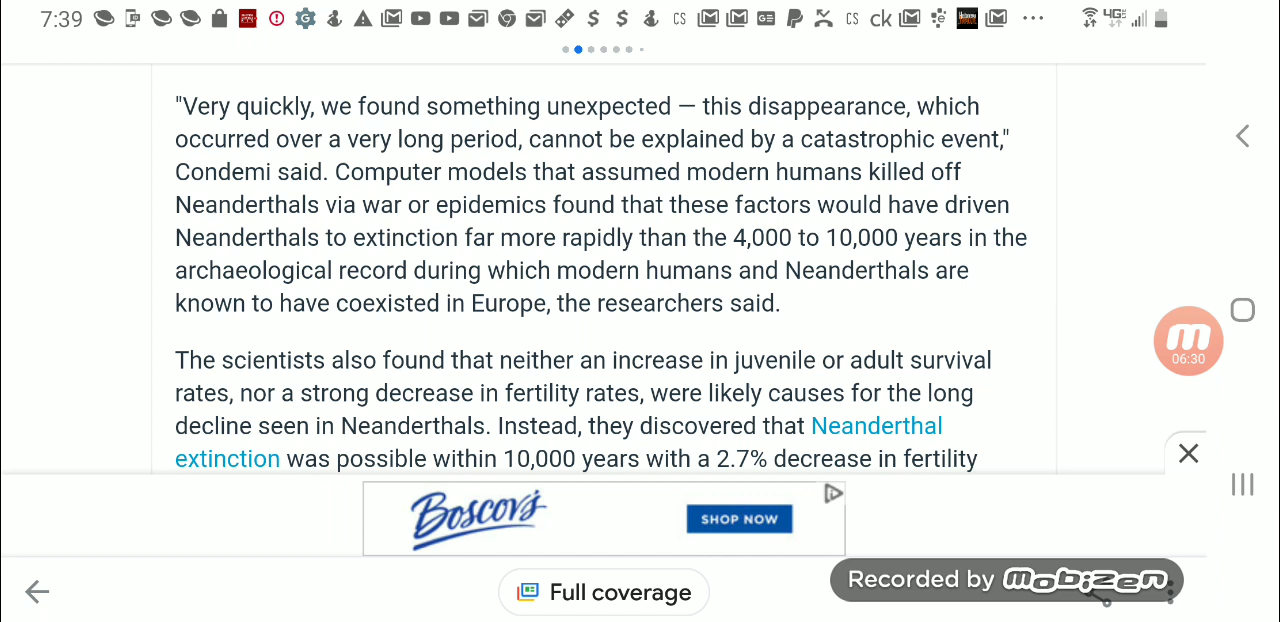 7:39 $ $ CS GE CS ck 4GE
"Very quickly, we found something unexpected — this disappearance, which
occurred over a very long period, cannot be explained by a catastrophic event,"
Condemi said. Computer models that assumed modern humans killed off
Neanderthals via war or epidemics found that these factors would have driven
Neanderthals to extinction far more rapidly than the 4,000 to 10,000 years in the
archaeological record during which modern humans and Neanderthals are
known to have coexisted in Europe, the researchers said.
06:30
The scientists also found that neither an increase in juvenile or adult survival
rates, nor a strong decrease in fertility rates, were likely causes for the long
decline seen in Neanderthals. Instead, they discovered that Neanderthal
extinction was possible within 10,000 years with a 2.7% decrease in fertility
Boscov's
SHOP NOW
Full coverage
Recorded by mobizen